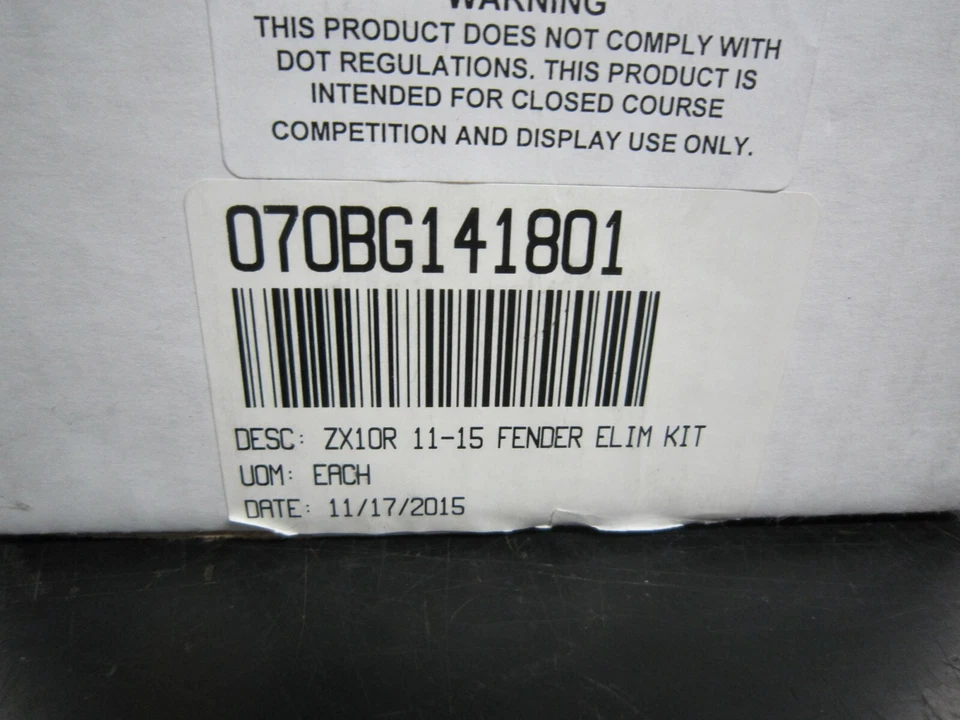 WARNING
THIS PRODUCT DOES NOT COMPLY WITH
DOT REGULATIONS. THIS PRODUCT IS
INTENDED FOR CLOSED COURSE
COMPETITION AND DISPLAY USE ONLY.
070BG141801
DESC: ZX10R 11-15 FENDER ELIM KIT
UOM: EACH
DATE: 11/17/2015